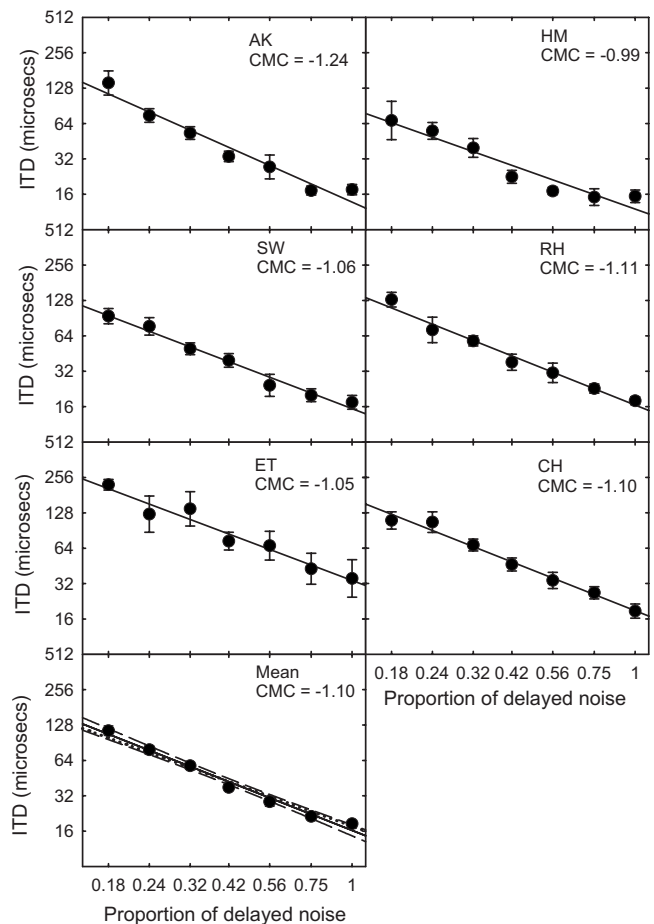 512
256
128
64
32
16
ITD (microsecs)
AK
CMC = -1.24
HM
CMC = -0.99
512
256
128
64
32
16
ITD (microsecs)
SW
CMC = -1.06
RH
CMC = -1.11
512
256
128
64
32
16
ITD (microsecs)
ET
CMC = -1.05
CH
CMC = -1.10
512
256
128
64
32
16
ITD (microsecs)
Mean
CMC = -1.10
0.18 0.24 0.32 0.42 0.56 0.75 1
Proportion of delayed noise
0.18 0.24 0.32 0.42 0.56 0.75 1
Proportion of delayed noise